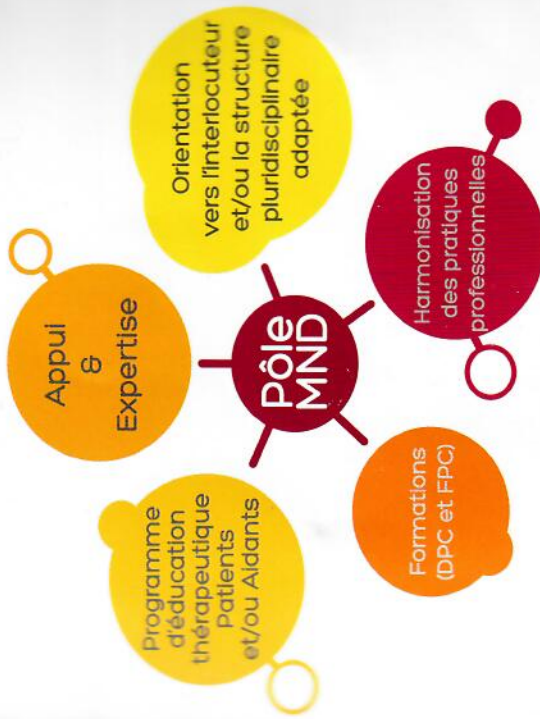 Appui
&
Expertise
Orientation
vers l'interlocuteur
et/ou la structure
pluridisciplinaire
adaptée
Programme
d'éducation
thérapeutique
Patients
et/ou Aidants
Pôle
MND
Harmonisation
des pratiques
professionnelles
Formations
(DPC et FPC)